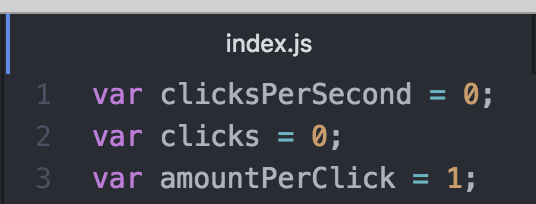 index.js
1 var clicksPerSecond = 0;
2 var clicks = 0;
3 var amountPerClick = 1;